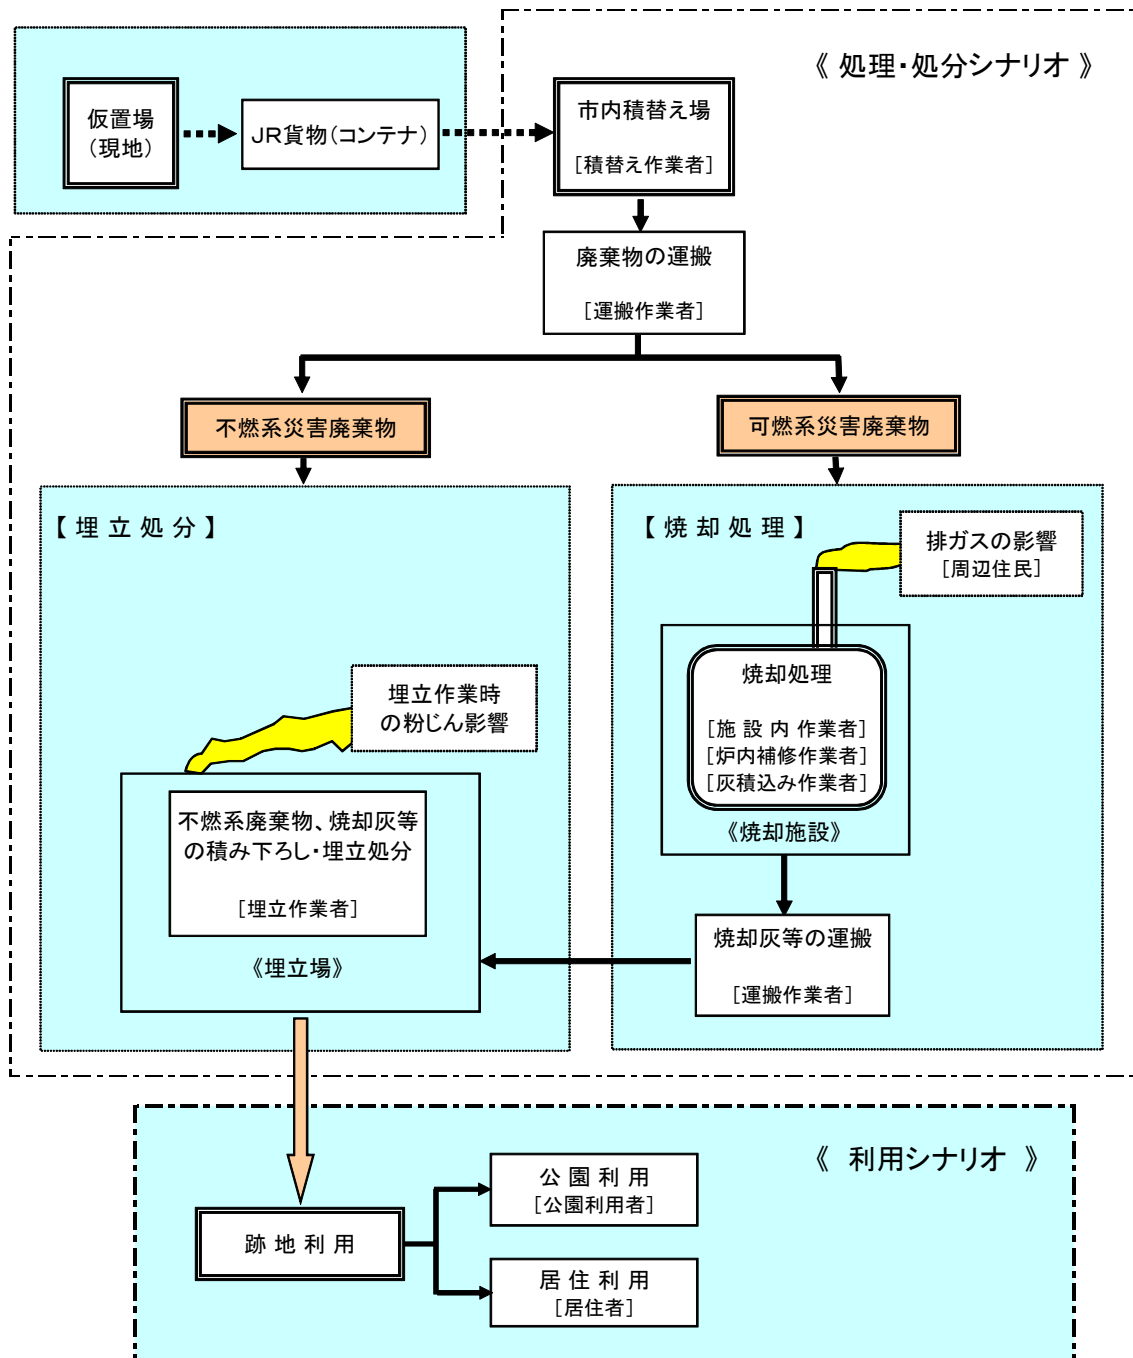 《 処理・処分シナリオ 》
仮置場
（現地）
JR貨物（コンテナ）
市内積替え場
［積替え作業者］
廃棄物の運搬
［運搬作業者］
不燃系災害廃棄物
可燃系災害廃棄物
【 埋 立 処 分 】
埋立作業時
の粉じん影響
不燃系廃棄物、焼却灰等
の積み下ろし・埋立処分
［埋立作業者］
《埋立場》
【 焼 却 処 理 】
排ガスの影響
［周辺住民］
焼却処理
［施 設 内 作業者］
［炉内補修作業者］
［灰積込み作業者］
《焼却施設》
焼却灰等の運搬
［運搬作業者］
《 利用シナリオ 》
跡 地 利 用
公 園 利 用
［公園利用者］
居 住 利 用
［居住者］